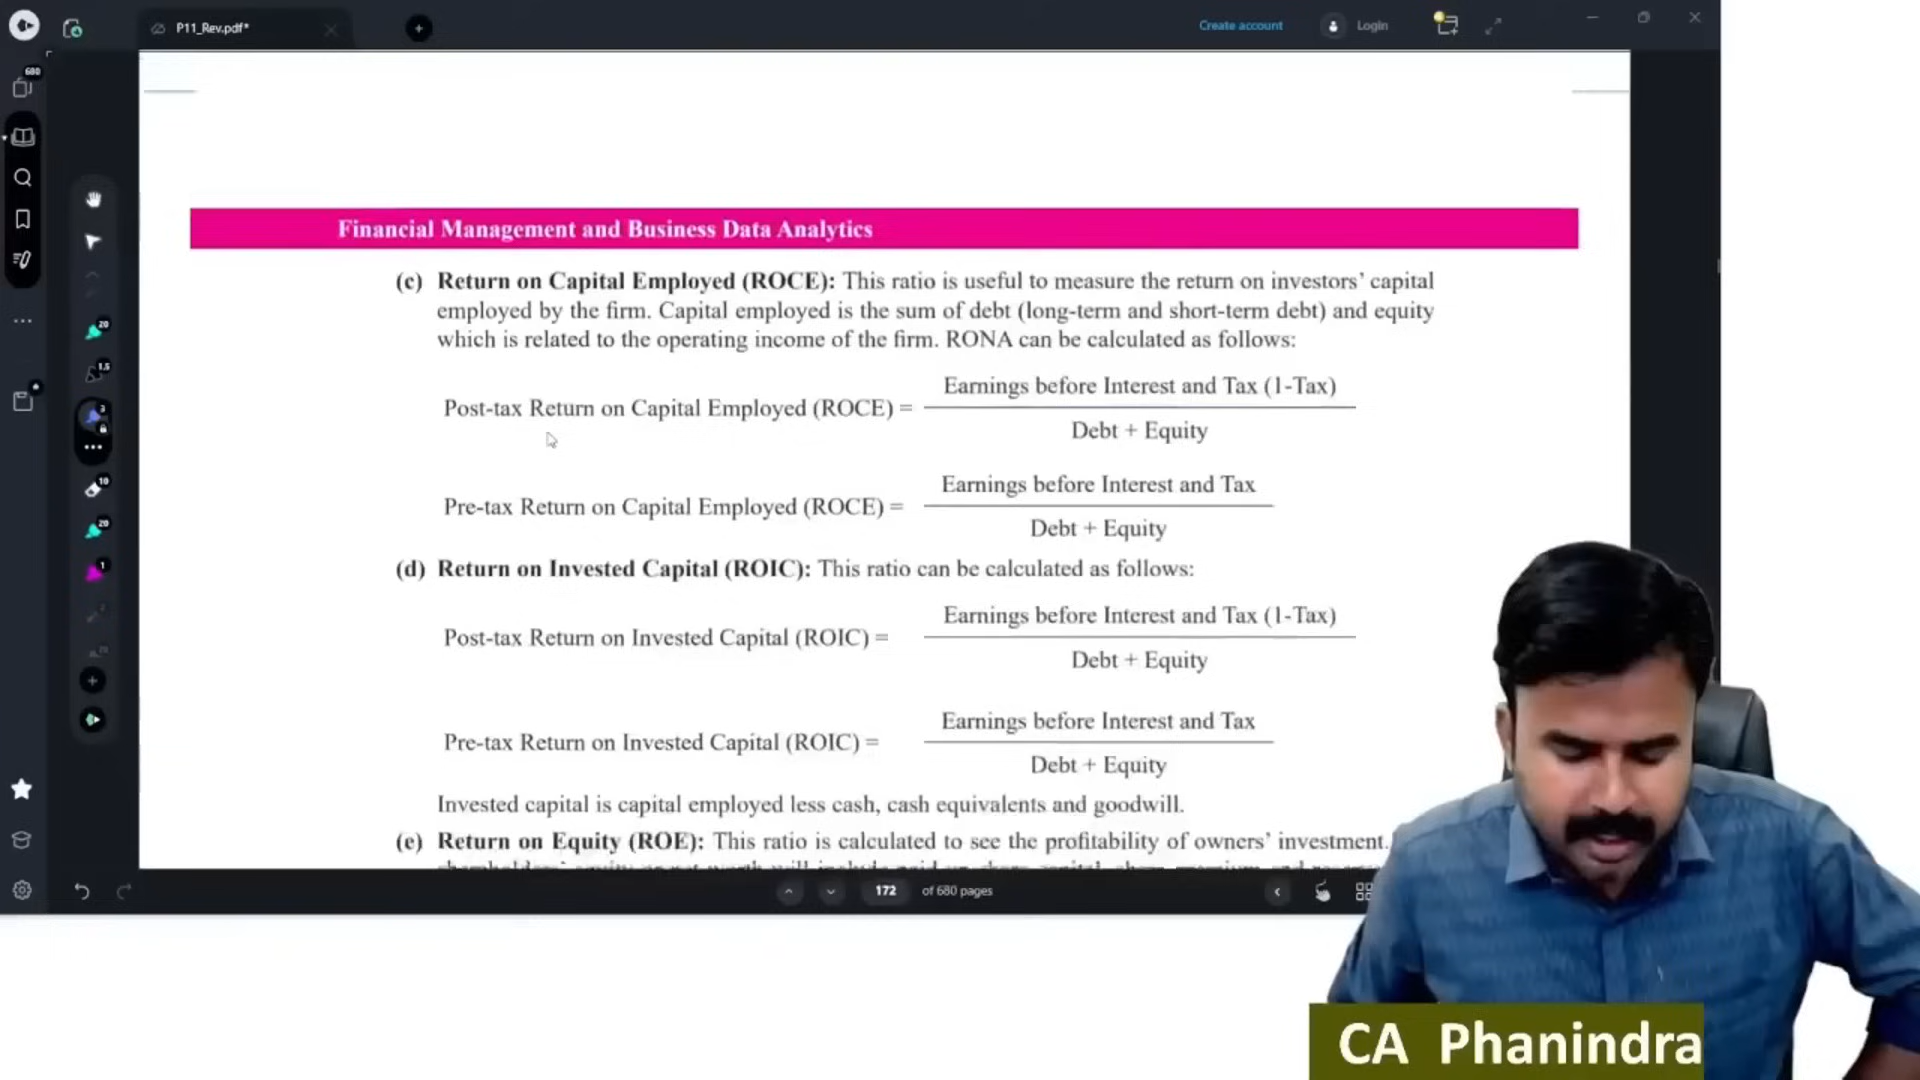 680
P11_Rev.pdf*
Create account
Login
20
1.5
3
10
20
1
Financial Management and Business Data Analytics
(c) Return on Capital Employed (ROCE): This ratio is useful to measure the return on investors' capital
employed by the firm. Capital employed is the sum of debt (long-term and short-term debt) and equity
which is related to the operating income of the firm. RONA can be calculated as follows:
Post-tax Return on Capital Employed (ROCE) = Earnings before Interest and Tax (1-Tax)
Debt + Equity
Pre-tax Return on Capital Employed (ROCE) = Earnings before Interest and Tax
Debt + Equity
(d) Return on Invested Capital (ROIC): This ratio can be calculated as follows:
Post-tax Return on Invested Capital (ROIC) = Earnings before Interest and Tax (1-Tax)
Debt + Equity
Pre-tax Return on Invested Capital (ROIC) = Earnings before Interest and Tax
Debt + Equity
Invested capital is capital employed less cash, cash equivalents and goodwill.
(e) Return on Equity (ROE): This ratio is calculated to see the profitability of owners' investment.
172 of 680 pages
CA Phanindra